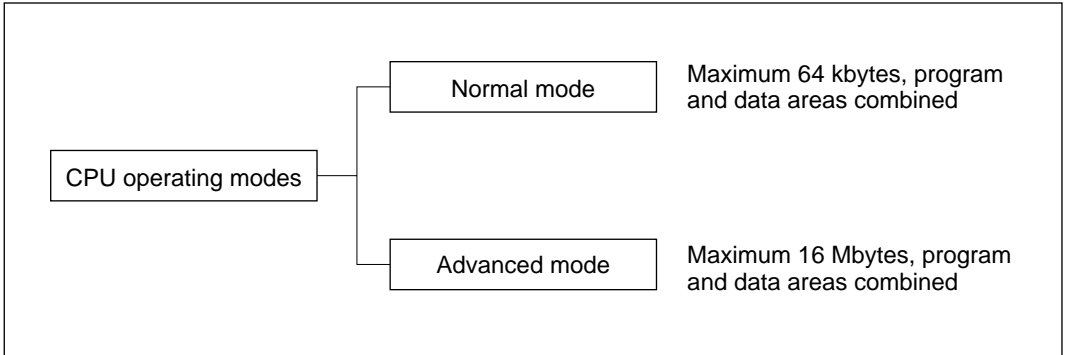 Normal mode
Maximum 64 kbytes, program
and data areas combined
CPU operating modes
Advanced mode
Maximum 16 Mbytes, program
and data areas combined